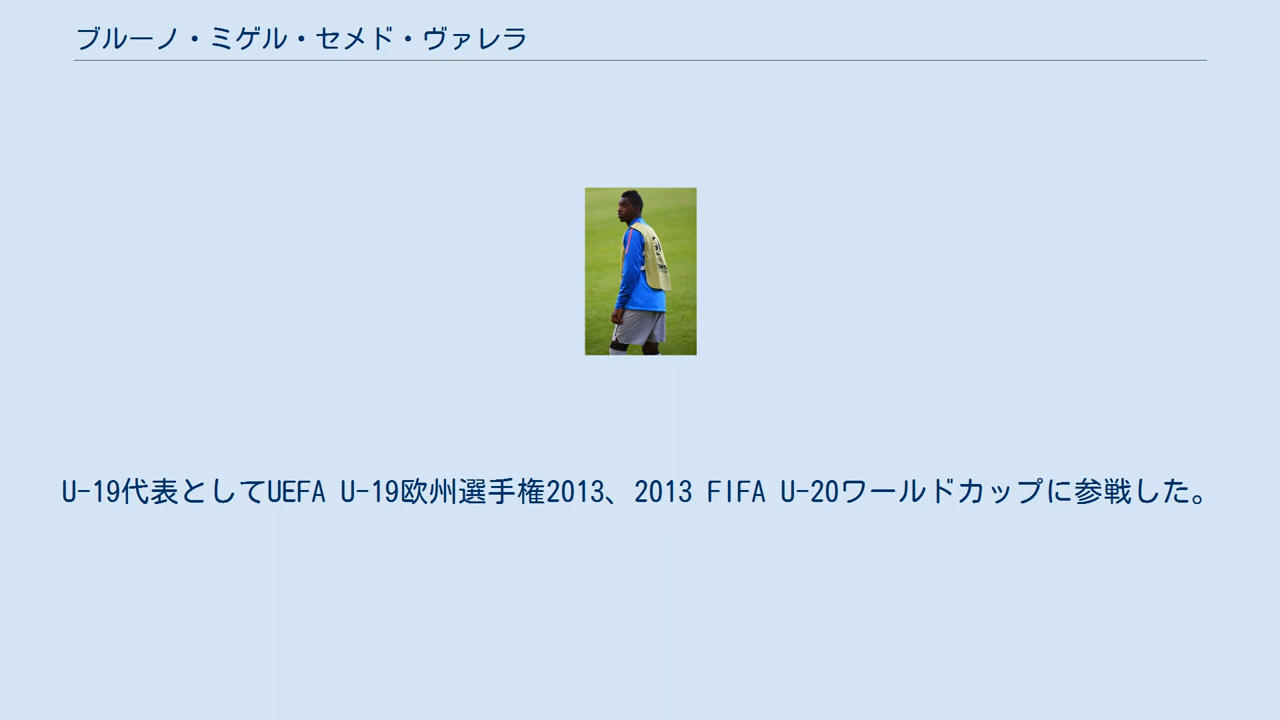 ブルーノ・ミゲル・セメド・ヴァレラ
U-19代表としてUEFA U-19欧州選手権2013、2013 FIFA U-20ワールドカップに参戦した。